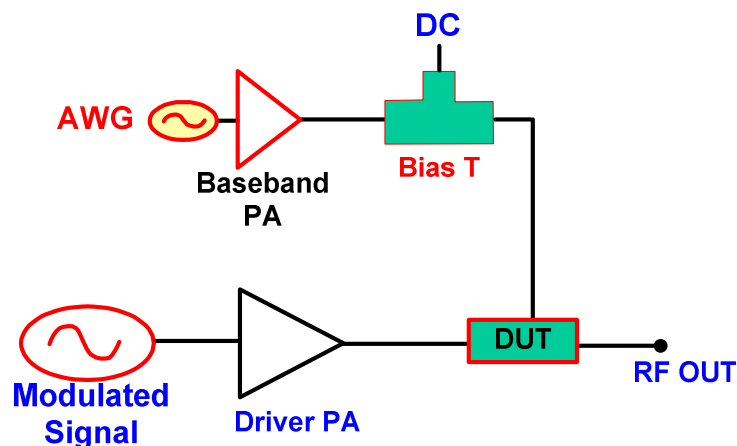 DC
AWG
Bias T
Baseband
PA
DUT
RF OUT
Modulated
Signal
Driver PA